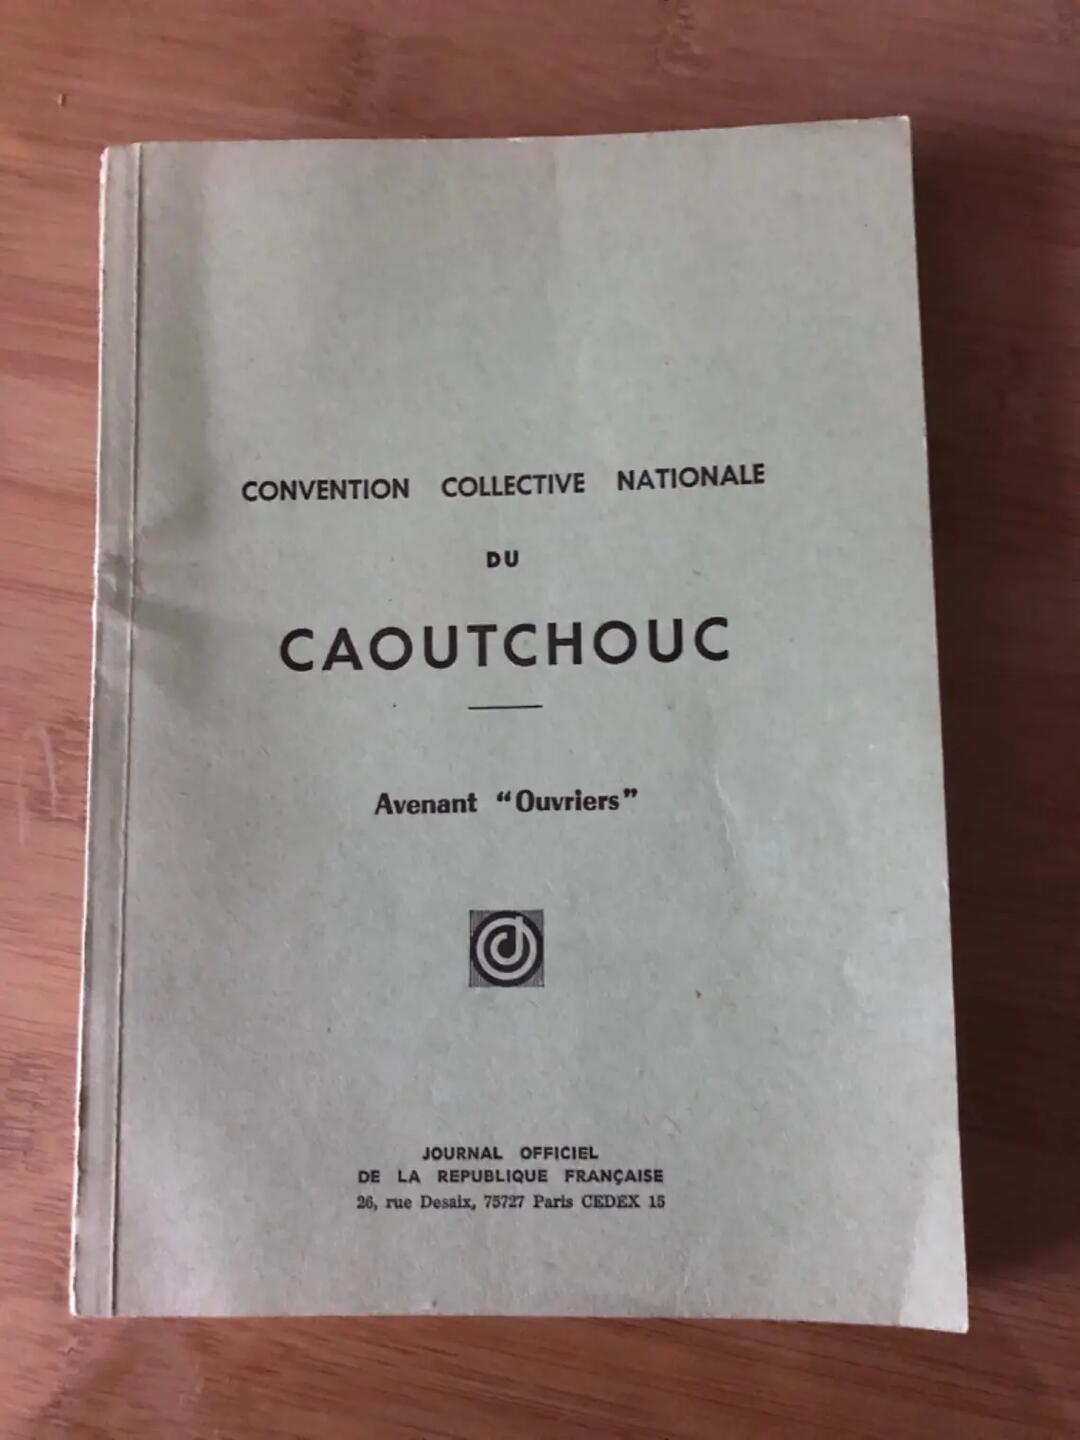 CONVENTION COLLECTIVE NATIONALE
DU
CAOUTCHOUC
Avenant “Ouvriers”
JOURNAL OFFICIEL
DE LA REPUBLIQUE FRANÇAISE
26, rue Desaix, 75727 Paris CEDEX 15